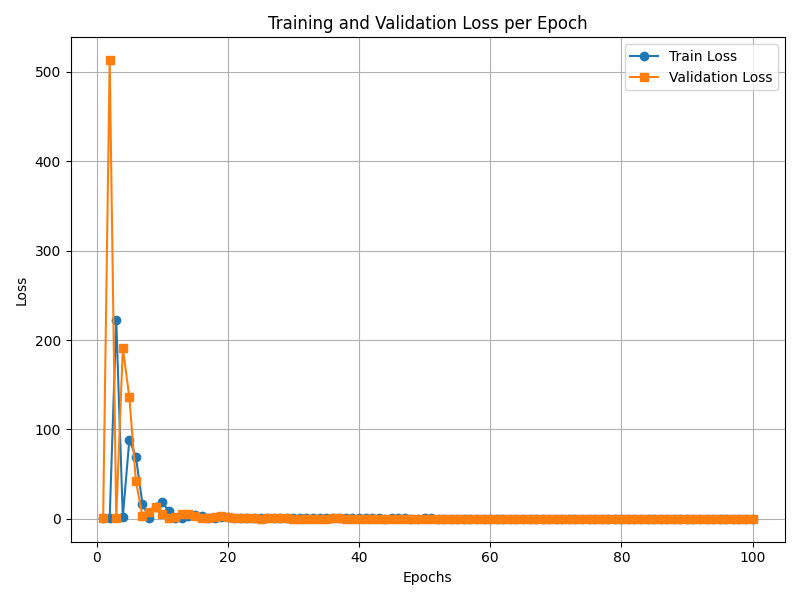 Training and Validation Loss per Epoch
Train Loss
Validation Loss
500
400
300
200
100
0
Loss
0 20 40 60 80 100
Epochs